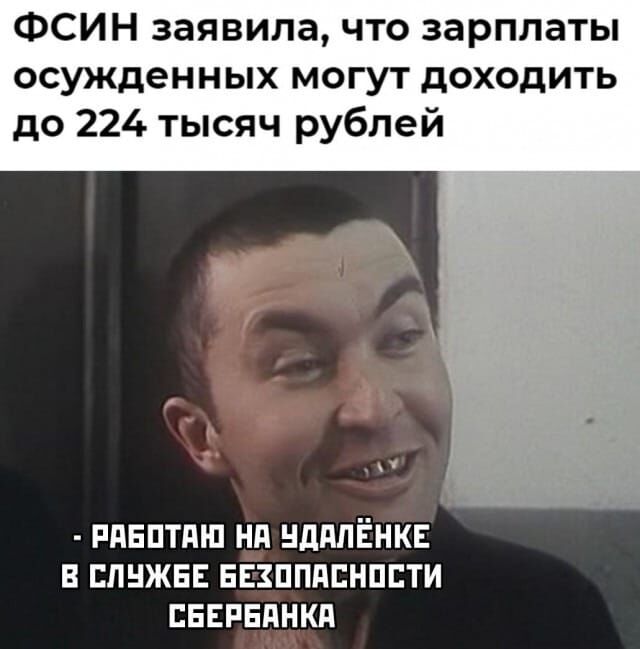 ФСИН заявила, что зарплаты
осужденных могут доходить
до 224 тысяч рублей
- РАБОТАЮ НА УДАЛЁНКЕ
В СЛУЖБЕ БЕЗОПАСНОСТИ
СБЕРБАНКА